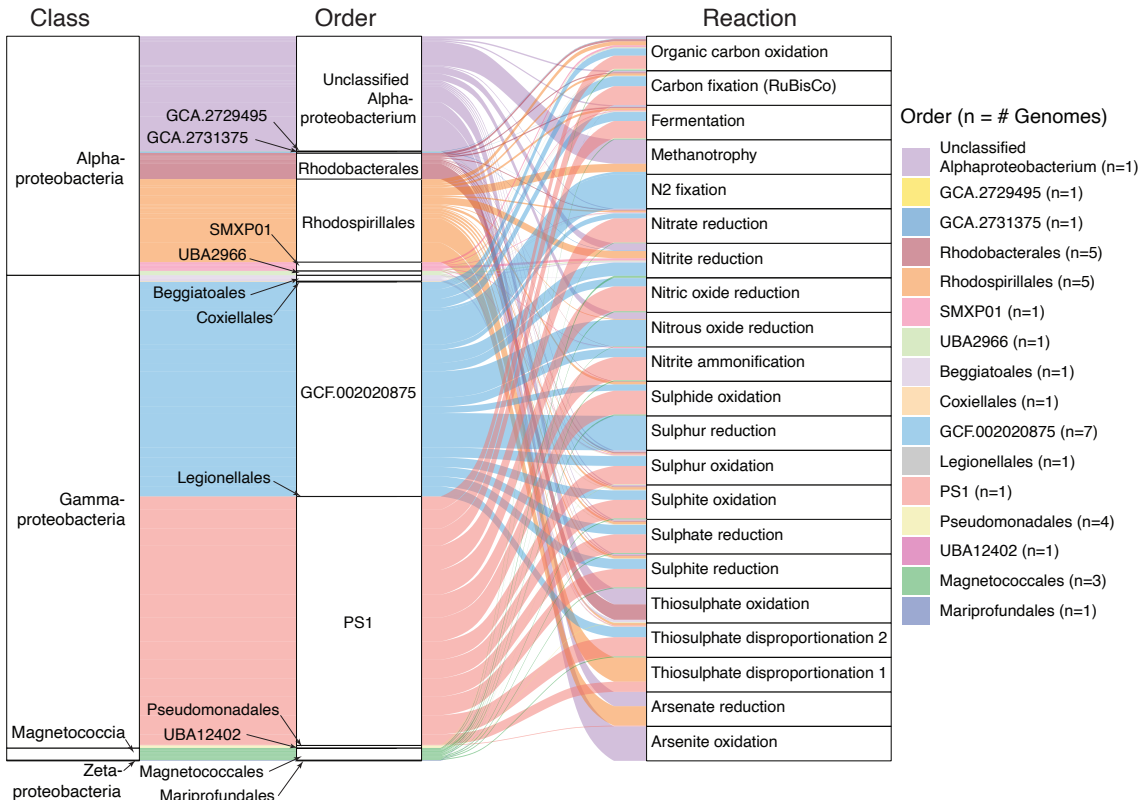 Class
Order
Reaction
Alpha-
proteobacteria
Gamma-
proteobacteria
Magnetococcia
Zeta-
proteobacteria
Unclassified
Alpha-
proteobacterium
GCA.2729495
GCA.2731375
Rhodobacterales
Rhodospirillales
SMXP01
UBA2966
Beggiatoales
Coxiellales
GCF.002020875
Legionellales
PS1
Pseudomonadales
UBA12402
Magnetococcales
Mariprofundales
Organic carbon oxidation
Carbon fixation (RuBisCo)
Fermentation
Methanotrophy
N2 fixation
Nitrate reduction
Nitrite reduction
Nitric oxide reduction
Nitrous oxide reduction
Nitrite ammonification
Sulphide oxidation
Sulphur reduction
Sulphur oxidation
Sulphite oxidation
Sulphate reduction
Sulphite reduction
Thiosulphate oxidation
Thiosulphate disproportionation 2
Thiosulphate disproportionation 1
Arsenate reduction
Arsenite oxidation
Order (n = # Genomes)
Unclassified
Alphaproteobacterium (n=1)
GCA.2729495 (n=1)
GCA.2731375 (n=1)
Rhodobacterales (n=5)
Rhodospirillales (n=5)
SMXP01 (n=1)
UBA2966 (n=1)
Beggiatoales (n=1)
Coxiellales (n=1)
GCF.002020875 (n=7)
Legionellales (n=1)
PS1 (n=1)
Pseudomonadales (n=4)
UBA12402 (n=1)
Magnetococcales (n=3)
Mariprofundales (n=1)